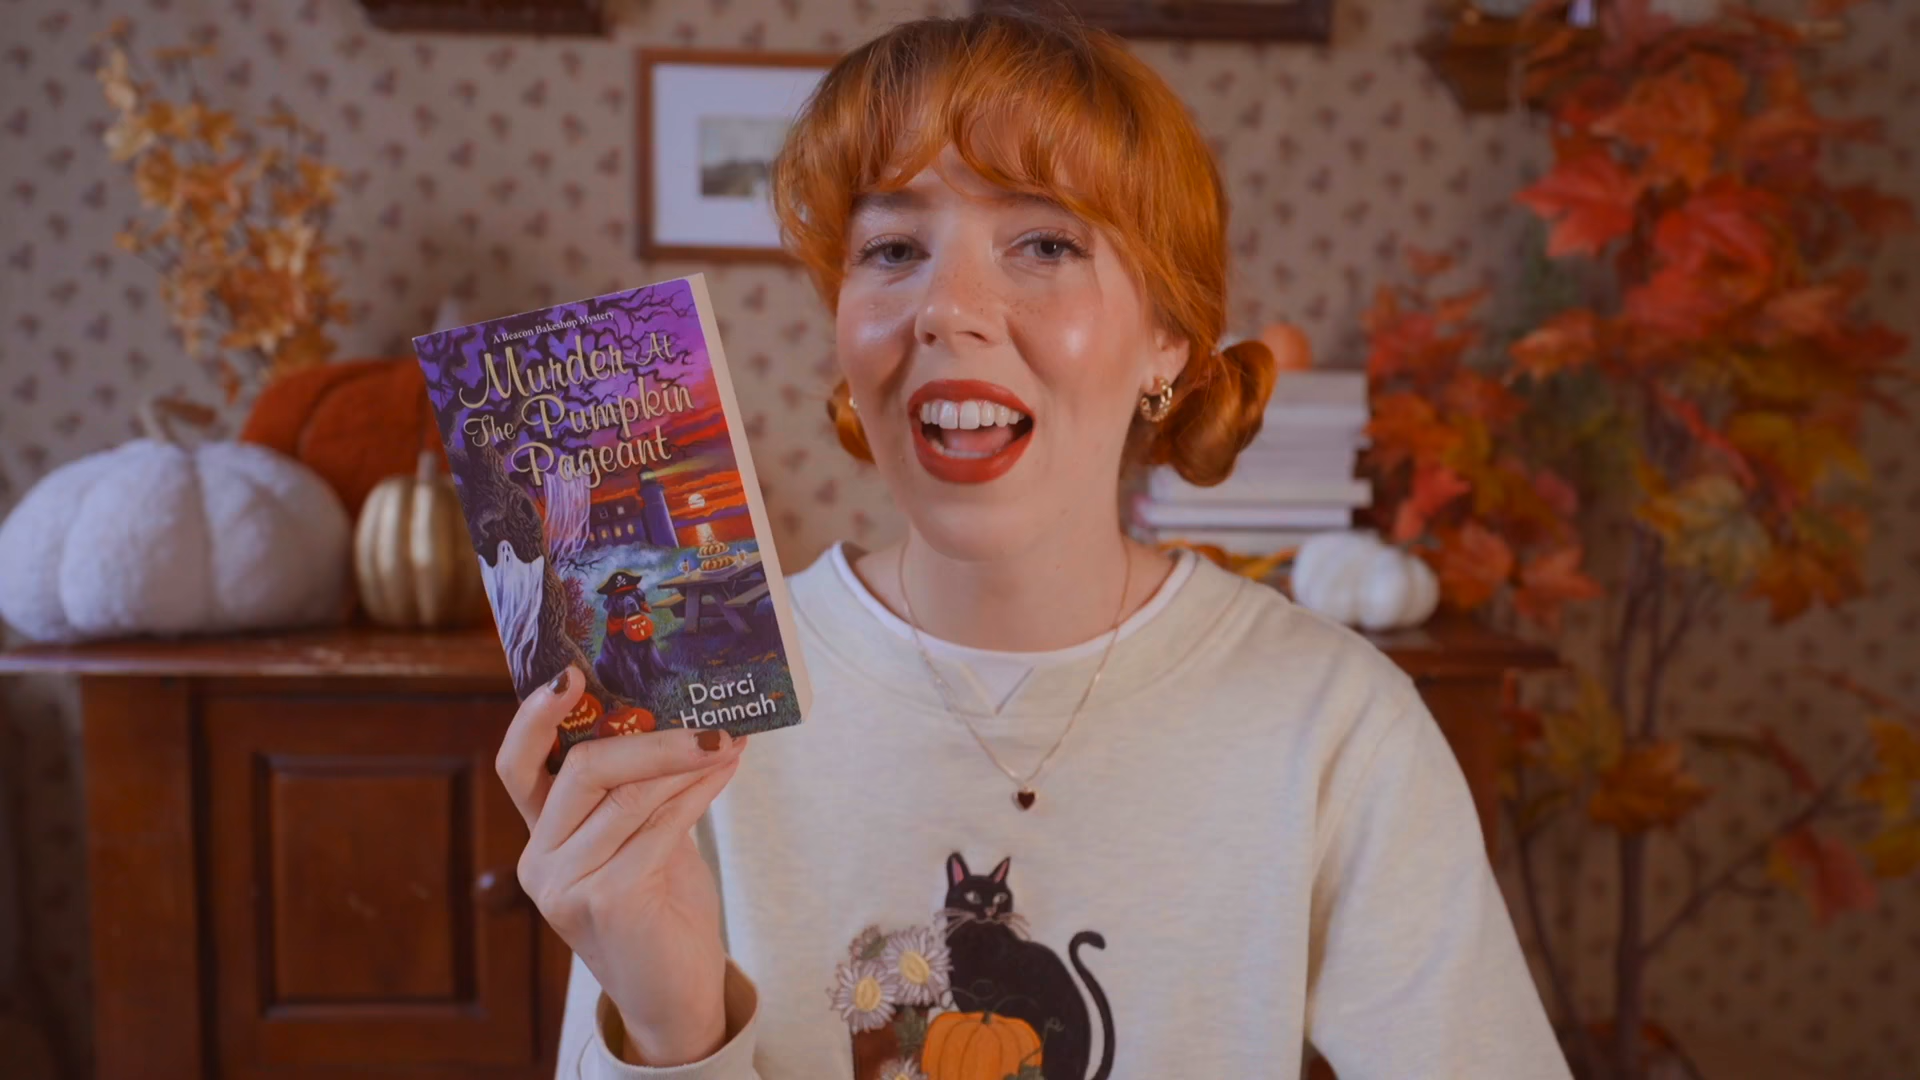 A Beacon Bakeshop Mystery
Murder At
The Pumpkin
Pageant
Darci
Hannah